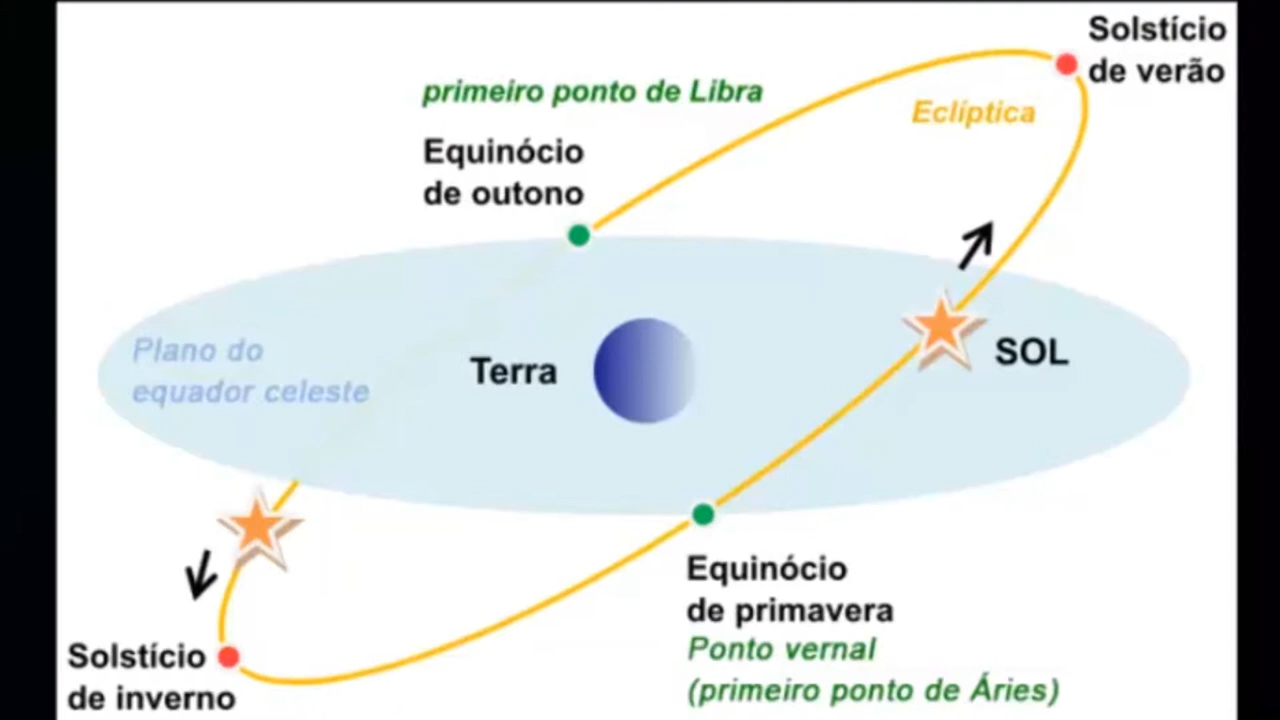 Solstício
de verão
primeiro ponto de Libra
Eclíptica
Equinócio
de outono
Plano do
equador celeste
Terra
SOL
Equinócio
de primavera
Ponto vernal
(primeiro ponto de Áries)
Solstício
de inverno